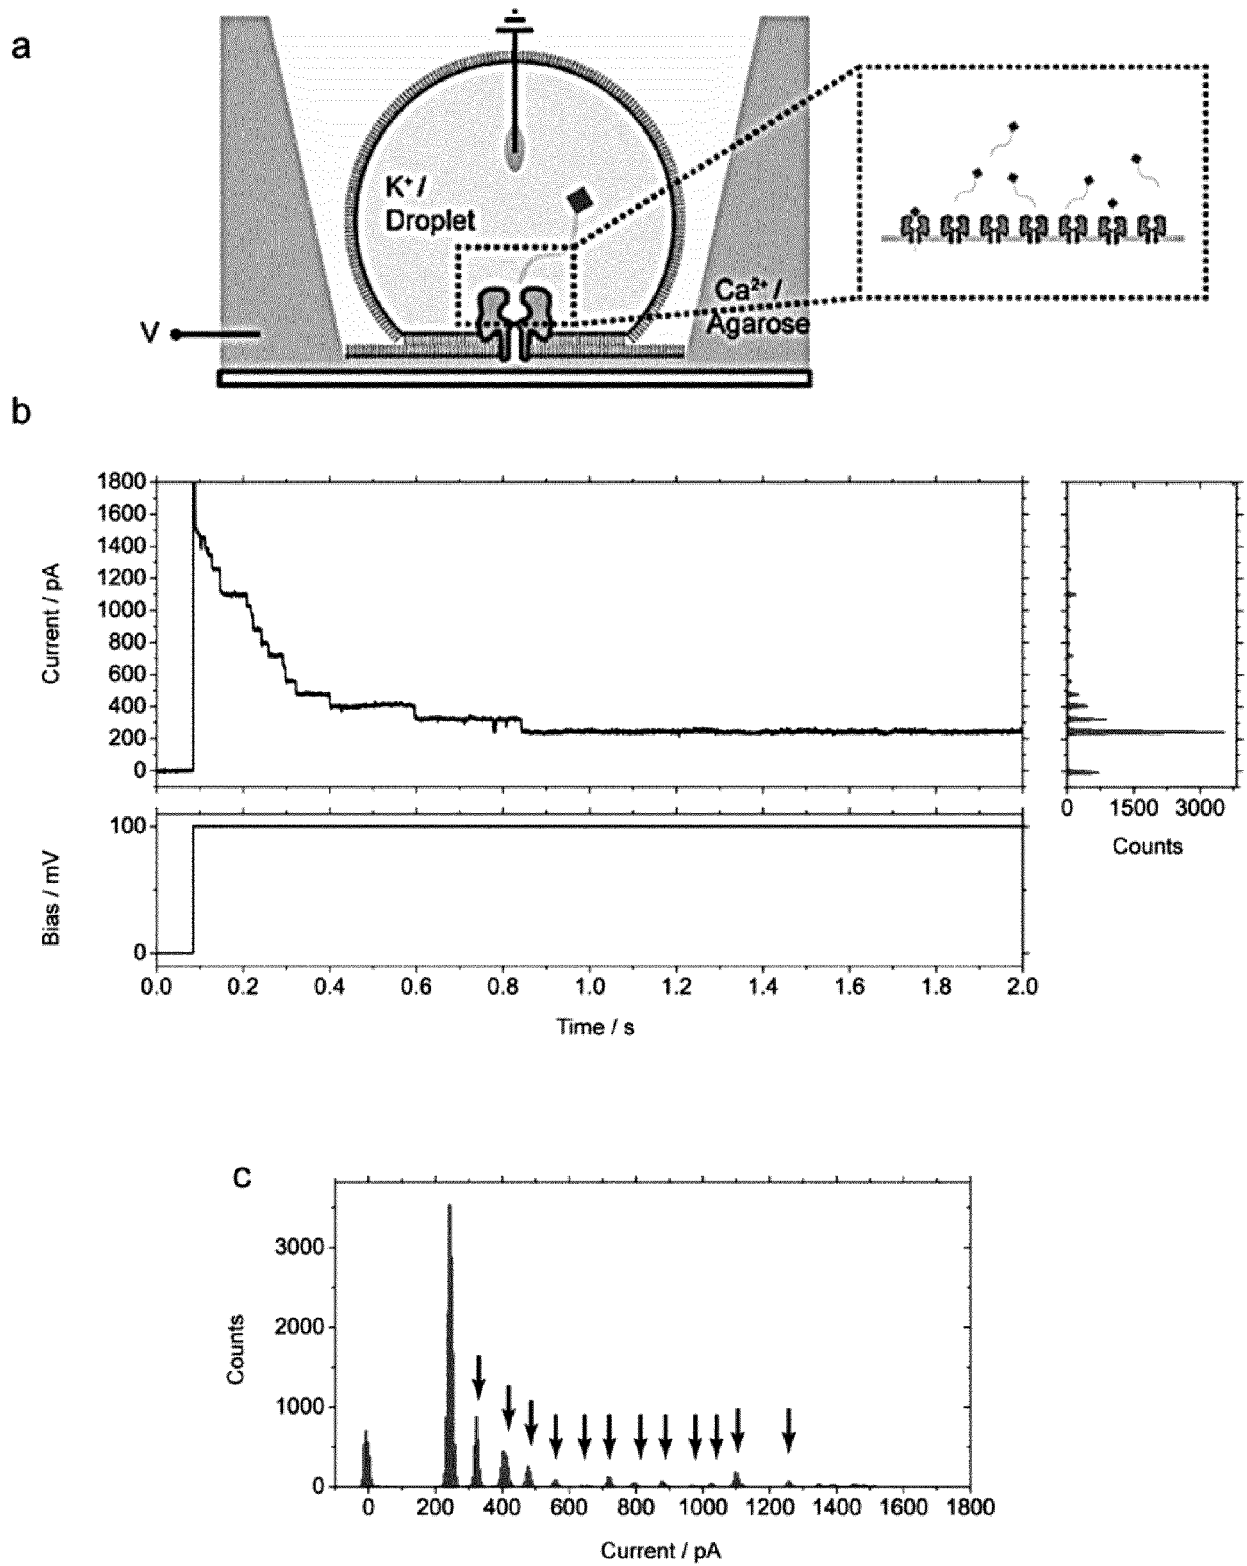 a
K⁺ /
Droplet
Ca²⁺ /
Agarose
V
b
1800
1600
1400
1200
1000
800
600
400
200
0
Current / pA
0 1500 3000
Counts
100
0
Bias / mV
0.0 0.2 0.4 0.6 0.8 1.0 1.2 1.4 1.6 1.8 2.0
Time / s
c
3000
2000
1000
0
Counts
0 200 400 600 800 1000 1200 1400 1600 1800
Current / pA